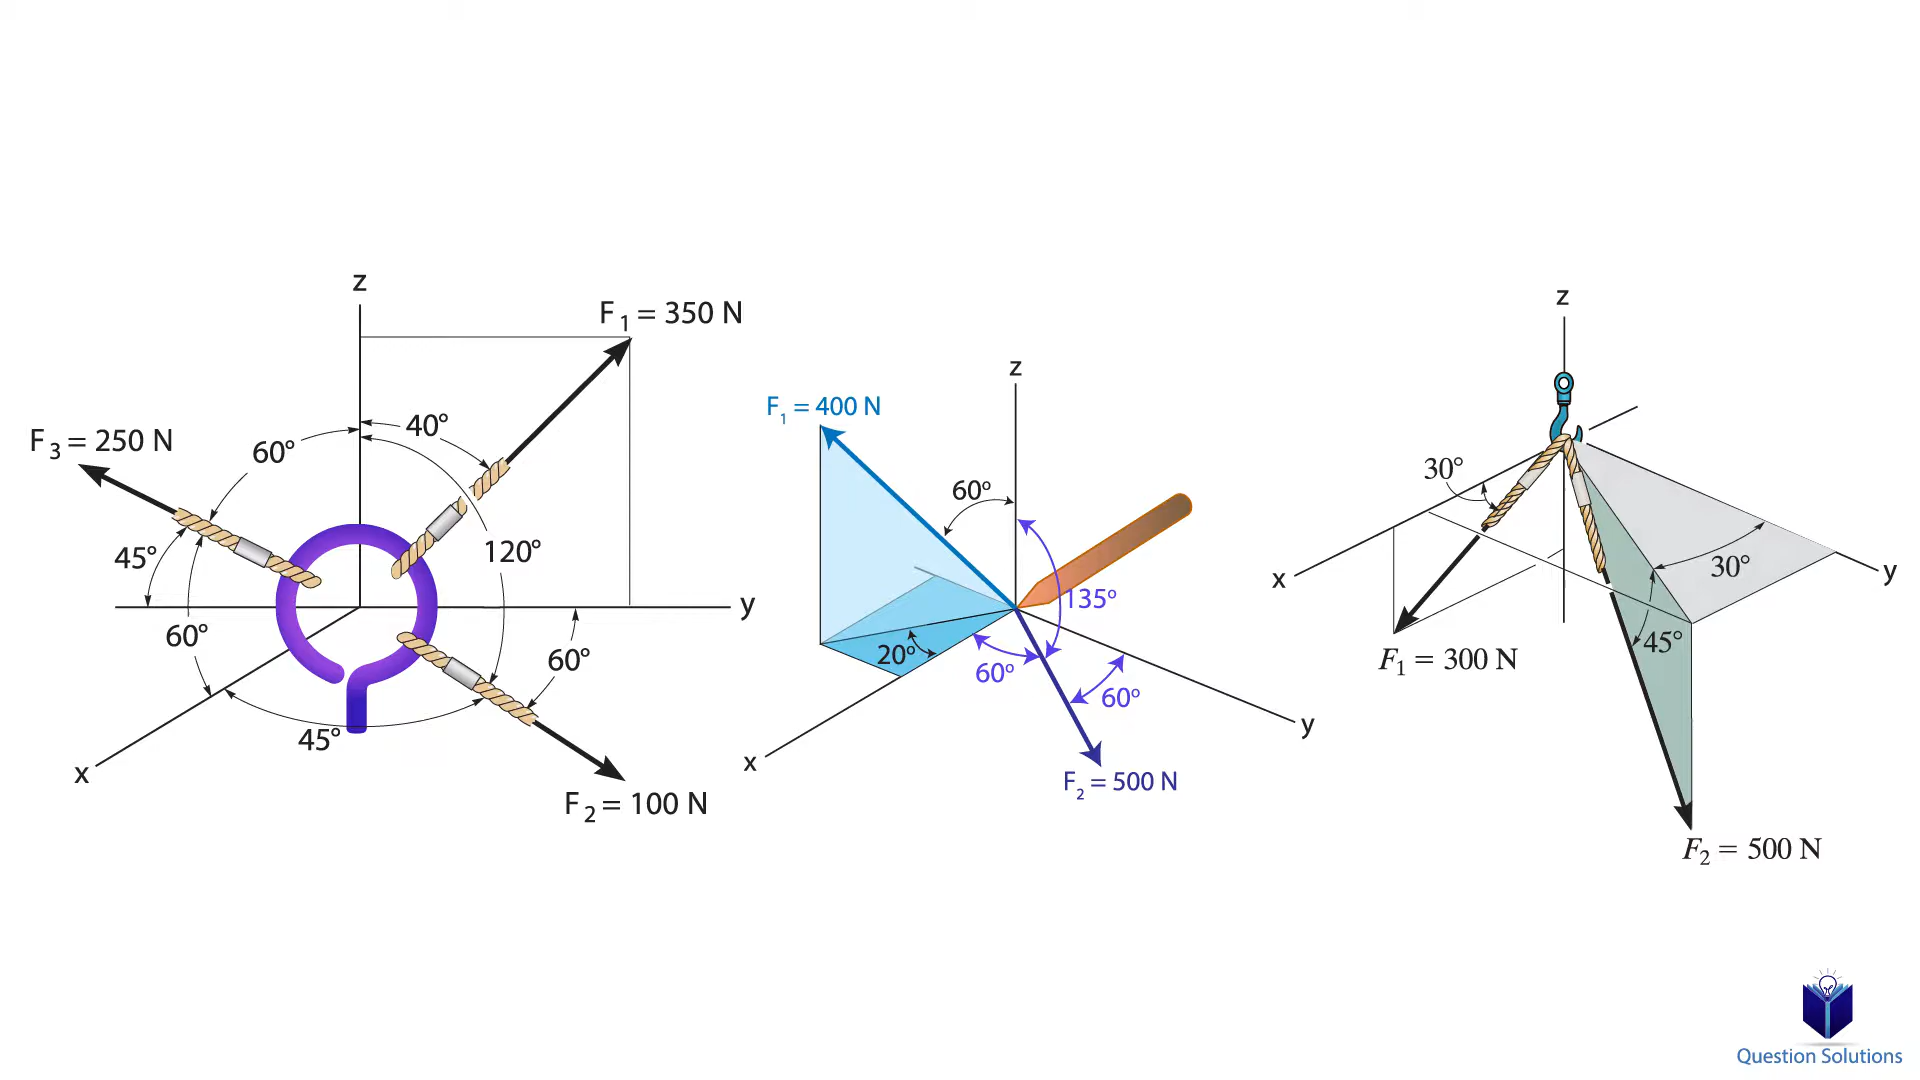 z
F₁ = 350 N
40°
60°
F₃ = 250 N
45°
120°
y
60°
60°
45°
x
F₂ = 100 N
z
F₁ = 400 N
60°
135°
20°
60°
60°
y
x
F₂ = 500 N
z
30°
30°
x
y
45°
F₁ = 300 N
F₂ = 500 N
Question Solutions